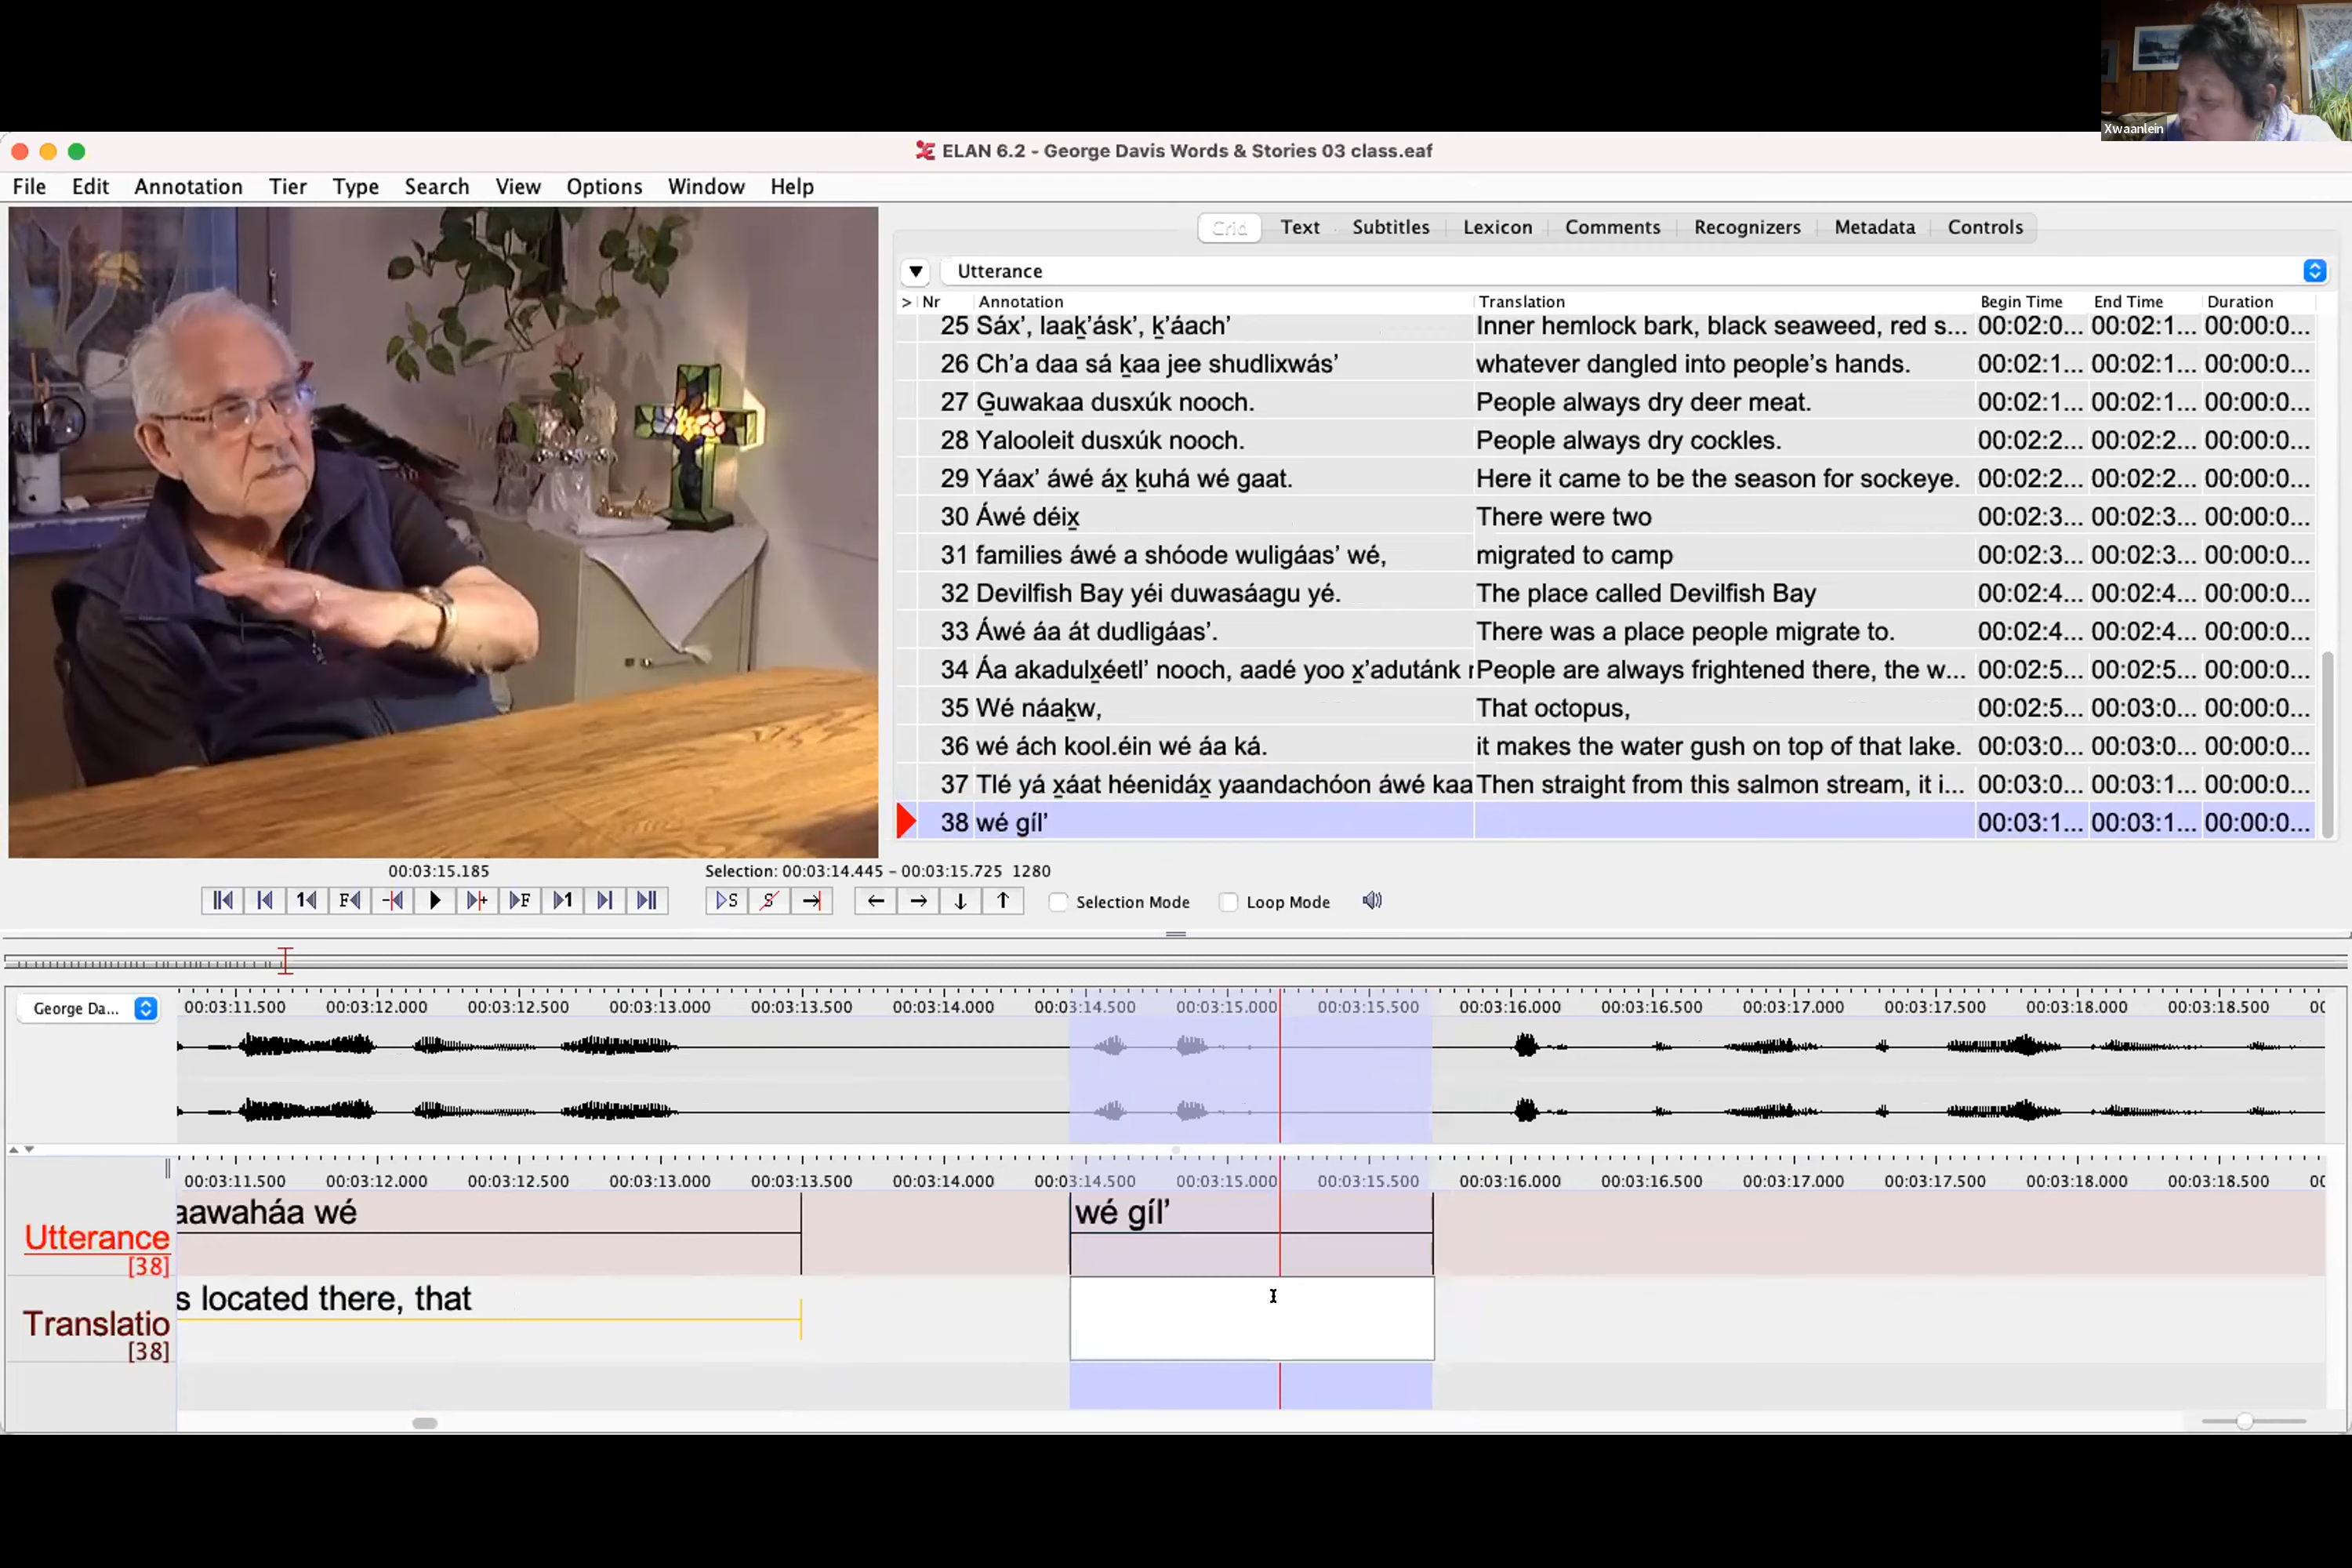 Xwaanlein
ELAN 6.2 - George Davis Words & Stories 03 class.eaf
File Edit Annotation Tier Type Search View Options Window Help
Grid Text Subtitles Lexicon Comments Recognizers Metadata Controls
Utterance
> Nr Annotation Translation Begin Time End Time Duration
25 Sáx’, laaḵ’ásk’, ḵ’áach’ Inner hemlock bark, black seaweed, red s... 00:02:0... 00:02:1... 00:00:0...
26 Ch’a daa sá ḵaa jee shudlixwás’ whatever dangled into people’s hands. 00:02:1... 00:02:1... 00:00:0...
27 G̱uwakaa dusxúk nooch. People always dry deer meat. 00:02:1... 00:02:1... 00:00:0...
28 Yalooleit dusxúk nooch. People always dry cockles. 00:02:2... 00:02:2... 00:00:0...
29 Yáax’ áwé áx̱ ḵuhá wé gaat. Here it came to be the season for sockeye. 00:02:2... 00:02:2... 00:00:0...
30 Áwé déix̱ There were two 00:02:3... 00:02:3... 00:00:0...
31 families áwé a shóode wuligáas’ wé, migrated to camp 00:02:3... 00:02:3... 00:00:0...
32 Devilfish Bay yéi duwasáagu yé. The place called Devilfish Bay 00:02:4... 00:02:4... 00:00:0...
33 Áwé áa át dudligáas’. There was a place people migrate to. 00:02:4... 00:02:4... 00:00:0...
34 Áa akadulx̱éetl’ nooch, aadé yoo x̱’adutánk People are always frightened there, the w... 00:02:5... 00:02:5... 00:00:0...
35 Wé náaḵw, That octopus, 00:02:5... 00:03:0... 00:00:0...
36 wé ách kool.éin wé áa ká. it makes the water gush on top of that lake. 00:03:0... 00:03:0... 00:00:0...
37 Tlé yá x̱áat héenidáx̱ yaandachóon áwé kaa Then straight from this salmon stream, it i... 00:03:0... 00:03:1... 00:00:0...
38 wé gíl’ 00:03:1... 00:03:1... 00:00:0...
00:03:15.185 Selection: 00:03:14.445 – 00:03:15.725 1280
1 F + F 1 S S Selection Mode Loop Mode
George Da... 00:03:11.500 00:03:12.000 00:03:12.500 00:03:13.000 00:03:13.500 00:03:14.000 00:03:14.500 00:03:15.000 00:03:15.500 00:03:16.000 00:03:16.500 00:03:17.000 00:03:17.500 00:03:18.000 00:03:18.500 00
00:03:11.500 00:03:12.000 00:03:12.500 00:03:13.000 00:03:13.500 00:03:14.000 00:03:14.500 00:03:15.000 00:03:15.500 00:03:16.000 00:03:16.500 00:03:17.000 00:03:17.500 00:03:18.000 00:03:18.500 00
aawaháa wé wé gíl’
Utterance
[38]
s located there, that
Translatio
[38]